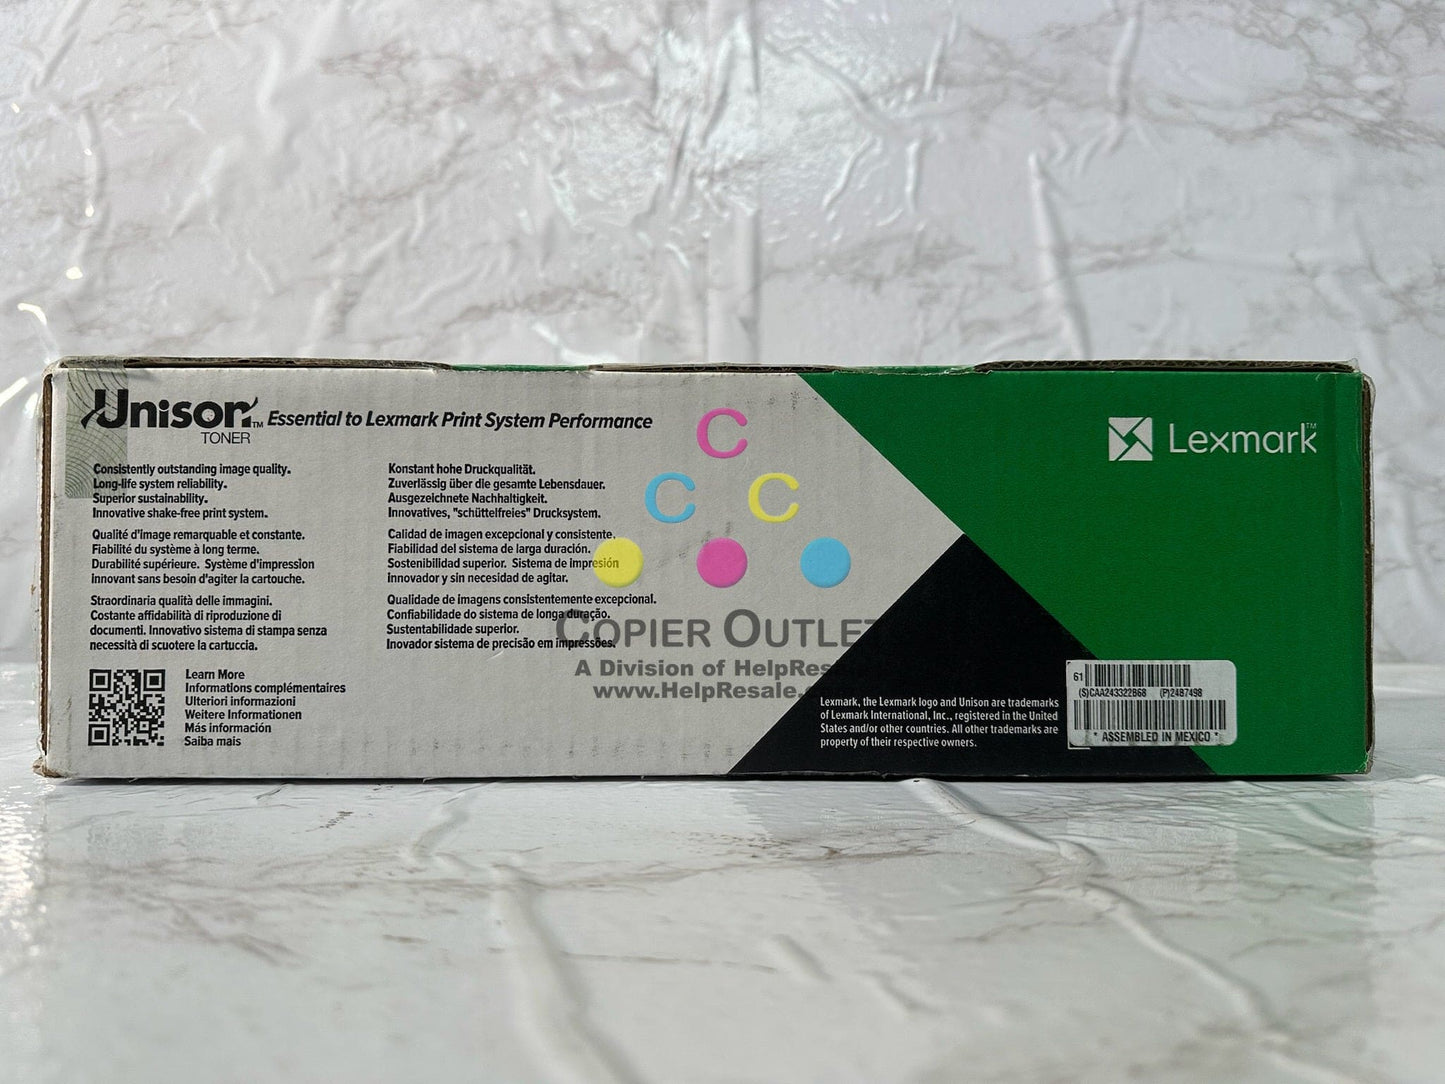 Unison™ Essential to Lexmark Print System Performance
TONER
Consistently outstanding image quality.
Long-life system reliability.
Superior sustainability.
Innovative shake-free print system.
Qualité d'image remarquable et constante.
Fiabilité du système à long terme.
Durabilité supérieure. Système d'impression
Innovant sans besoin d'agiter la cartouche.
Straordinaria qualità delle immagini.
Costante affidabilità di riproduzione di
documenti. Innovativo sistema di stampa senza
necessità di scuotere la cartuccia.
Konstant hohe Druckqualität.
Zuverlässig über die gesamte Lebensdauer.
Ausgezeichnete Nachhaltigkeit.
Innovatives, "schüttelfreies" Drucksystem.
Calidad de imagen excepcional y consistente.
Fiabilidad del sistema de larga duración.
Sostenibilidad superior. Sistema de impresión
innovador y sin necesidad de agitar.
Qualidade de imagens consistentemente excepcional.
Confiabilidade do sistema de longa duração.
Sustentabilidade superior.
Inovador sistema de precisão em impressões.
Learn More
Informations complémentaires
Ulteriori informazioni
Weitere Informationen
Más información
Saiba mais
C
C C
COPIER OUTLET
A Division of HelpRes
www.HelpResale.
Lexmark™
Lexmark, the Lexmark logo and Unison are trademarks
of Lexmark International, Inc., registered in the United
States and/or other countries. All other trademarks are
property of their respective owners.
61
(S)CAA243322B68 (P)24B7498
* ASSEMBLED IN MEXICO *